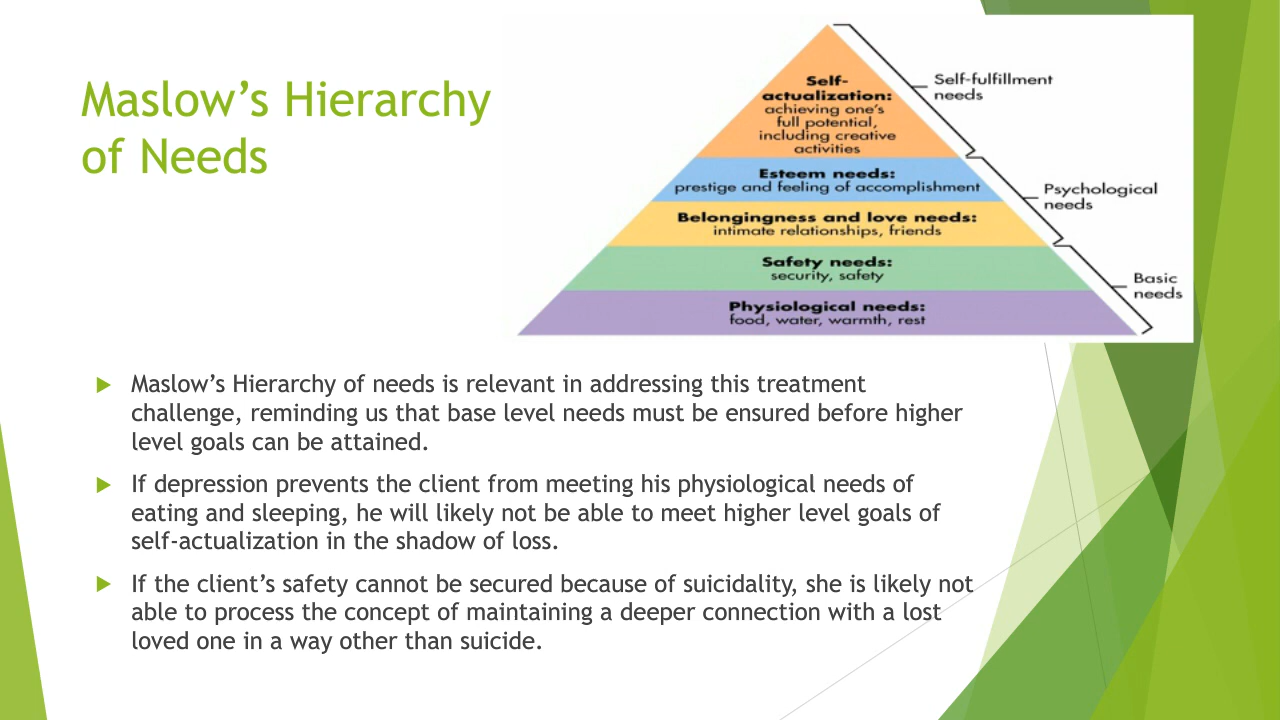 Maslow’s Hierarchy
of Needs
Self-
actualization:
achieving one’s
full potential,
including creative
activities
Esteem needs:
prestige and feeling of accomplishment
Belongingness and love needs:
intimate relationships, friends
Safety needs:
security, safety
Physiological needs:
food, water, warmth, rest
Self-fulfillment
needs
Psychological
needs
Basic
needs
Maslow’s Hierarchy of needs is relevant in addressing this treatment
challenge, reminding us that base level needs must be ensured before higher
level goals can be attained.
If depression prevents the client from meeting his physiological needs of
eating and sleeping, he will likely not be able to meet higher level goals of
self-actualization in the shadow of loss.
If the client’s safety cannot be secured because of suicidality, she is likely not
able to process the concept of maintaining a deeper connection with a lost
loved one in a way other than suicide.